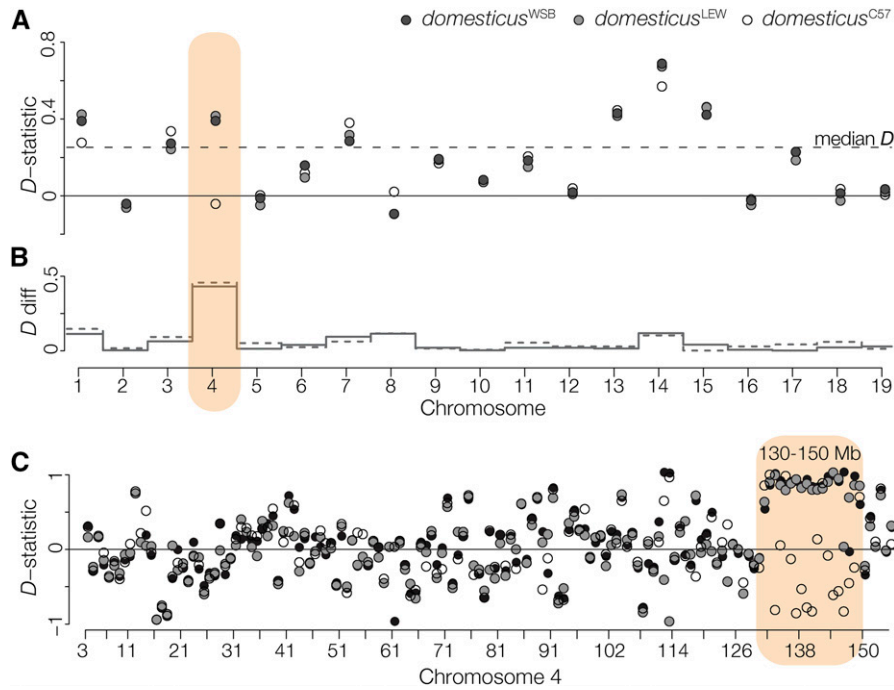 A
domesticusWSB domesticusLEW domesticusC57
0.8
0.4
0
D-statistic
median D
B
0.5
0
D diff
1 2 3 4 5 6 7 8 9 10 11 12 13 14 15 16 17 18 19
Chromosome
C
130-150 Mb
1
0
−1
D-statistic
3 11 21 31 41 51 61 71 81 91 102 114 126 138 150
Chromosome 4